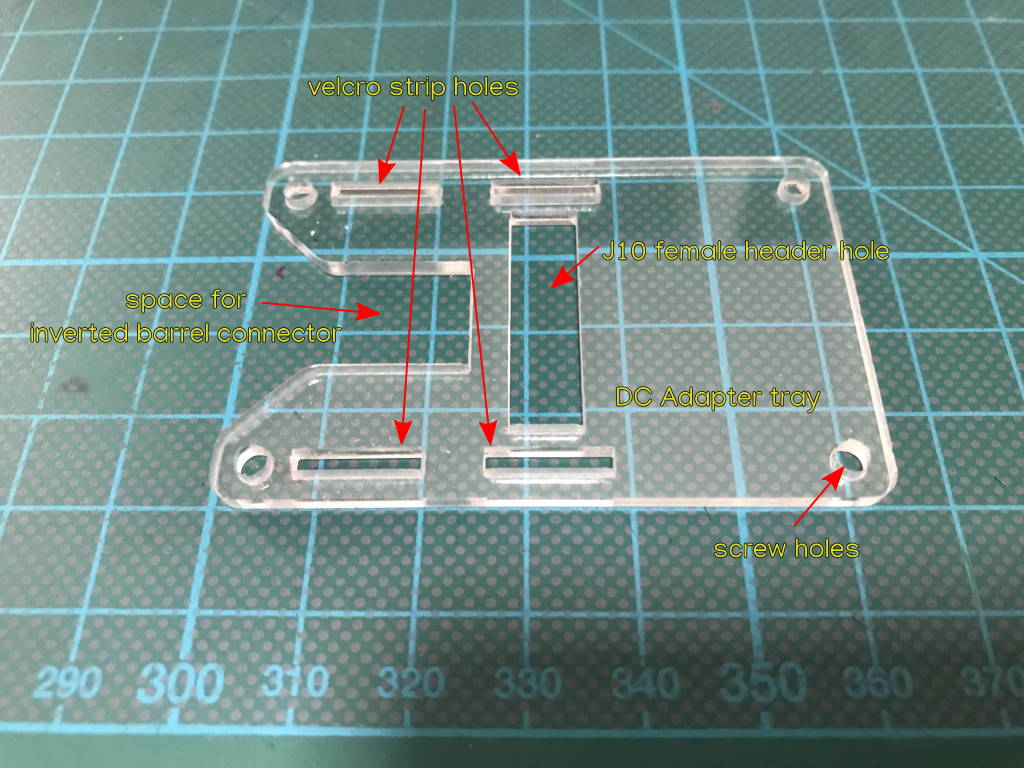 velcro strip holes
J10 female header hole
space for
inverted barrel connector
DC Adapter tray
screw holes
290 300 310 320 330 340 350 360 370